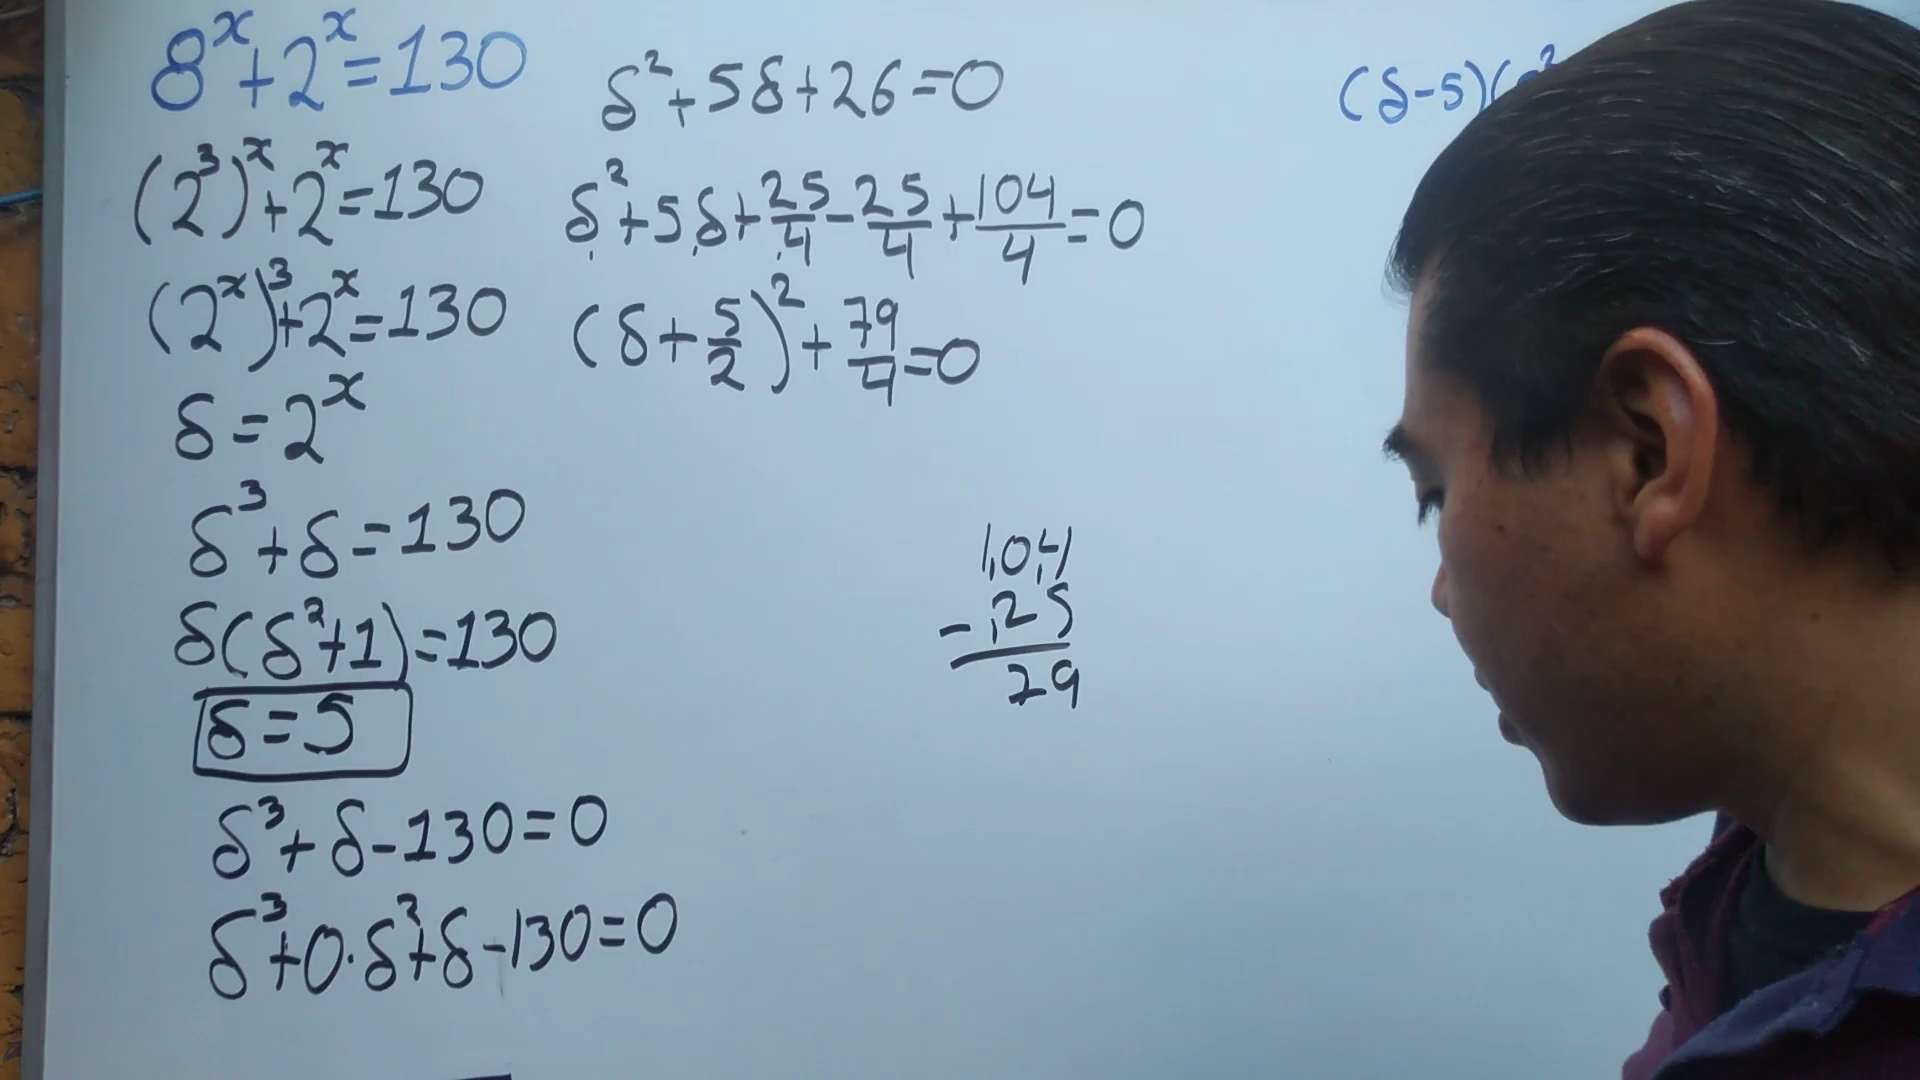 8^x+2^x=130
(2^3)^x+2^x=130
(2^x)^3+2^x=130
δ=2^x
δ^3+δ=130
δ(δ^2+1)=130
δ=5
δ^3+δ-130=0
δ^3+0·δ^2+δ-130=0
δ^2+5δ+26=0
δ^2+5δ+25/4-25/4+104/4=0
(δ+5/2)^2+79/4=0
104
-25
79
(δ-5)(